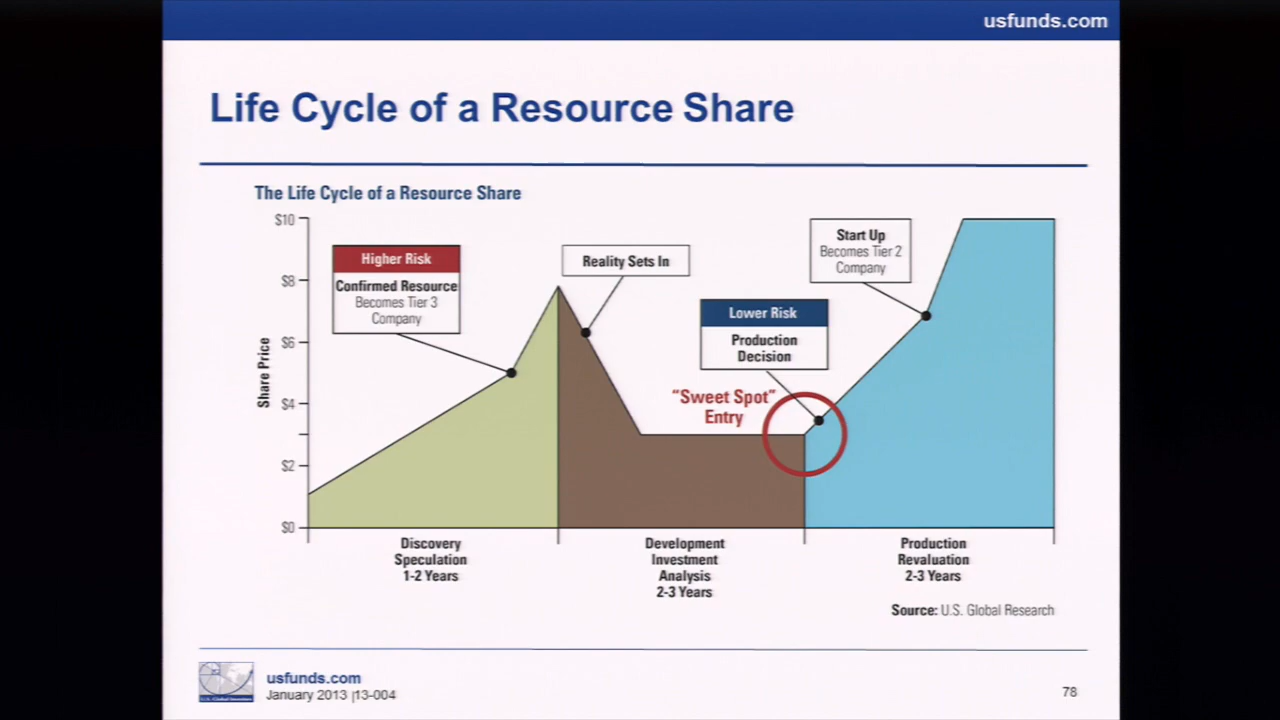 usfunds.com
Life Cycle of a Resource Share
The Life Cycle of a Resource Share
Share Price
$10
$8
$6
$4
$2
$0
Higher Risk
Confirmed Resource
Becomes Tier 3
Company
Reality Sets In
"Sweet Spot"
Entry
Lower Risk
Production
Decision
Start Up
Becomes Tier 2
Company
Discovery
Speculation
1-2 Years
Development
Investment
Analysis
2-3 Years
Production
Revaluation
2-3 Years
Source: U.S. Global Research
U.S. Global Investors
usfunds.com
January 2013 |13-004
78